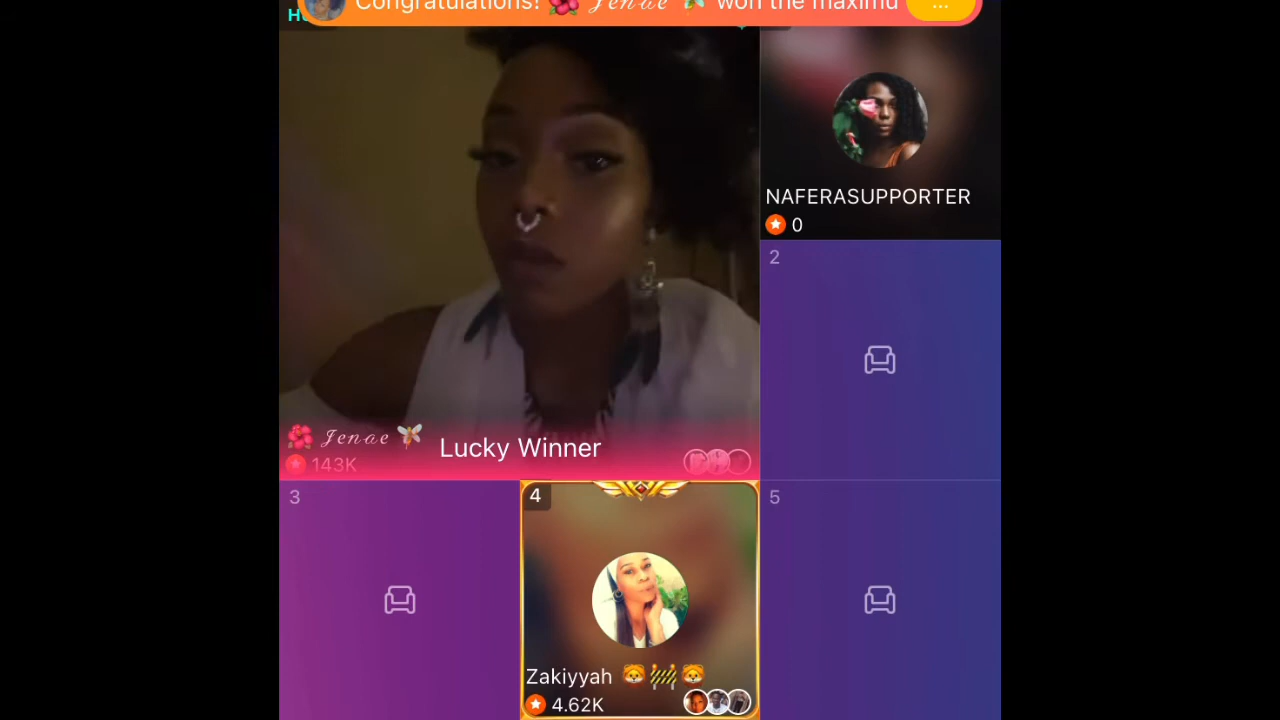 Congratulations! 🌺 𝒥𝑒𝓃𝒶𝑒 🧚 won the maximu ...
NAFERASUPPORTER
0
2
🌺 𝒥𝑒𝓃𝒶𝑒 🧚
Lucky Winner
143K
3
4
5
Zakiyyah 🦁🚧🦁
4.62K